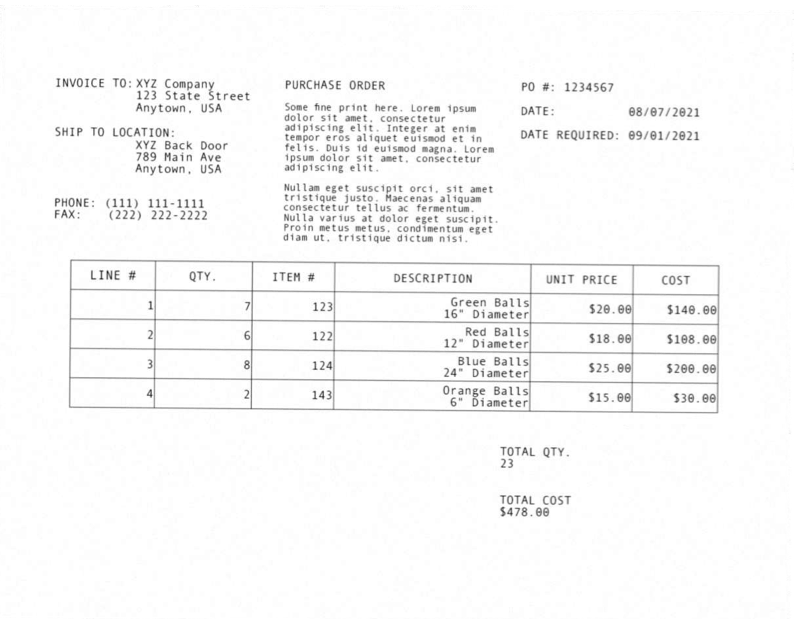 INVOICE TO: XYZ Company
123 State Street
Anytown, USA
SHIP TO LOCATION:
XYZ Back Door
789 Main Ave
Anytown, USA
PHONE: (111) 111-1111
FAX: (222) 222-2222
PURCHASE ORDER
Some fine print here. Lorem ipsum
dolor sit amet, consectetur
adipiscing elit. Integer at enim
tempor eros aliquet euismod et in
felis. Duis id euismod magna. Lorem
ipsum dolor sit amet, consectetur
adipiscing elit.
Nullam eget suscipit orci, sit amet
tristique justo. Maecenas aliquam
consectetur tellus ac fermentum.
Nulla varius at dolor eget suscipit.
Proin metus metus, condimentum eget
diam ut, tristique dictum nisi.
PO #: 1234567
DATE: 08/07/2021
DATE REQUIRED: 09/01/2021
LINE # QTY. ITEM # DESCRIPTION UNIT PRICE COST
1 7 123 Green Balls $20.00 $140.00
16" Diameter
2 6 122 Red Balls $18.00 $108.00
12" Diameter
3 8 124 Blue Balls $25.00 $200.00
24" Diameter
4 2 143 Orange Balls $15.00 $30.00
6" Diameter
TOTAL QTY.
23
TOTAL COST
$478.00